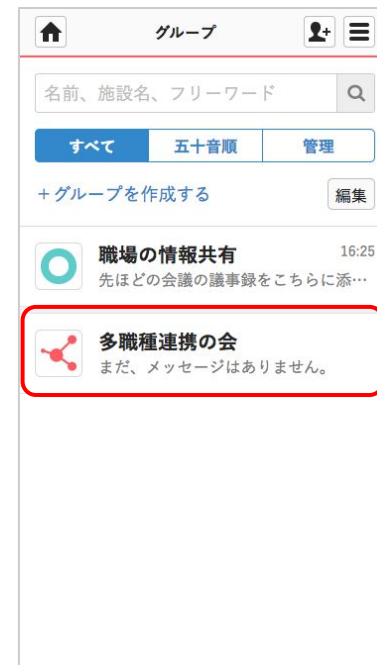 グループ
名前、施設名、フリーワード
すべて 五十音順 管理
+グループを作成する 編集
職場の情報共有 16:25
先ほどの会議の議事録をこちらに添…
多職種連携の会
まだ、メッセージはありません。